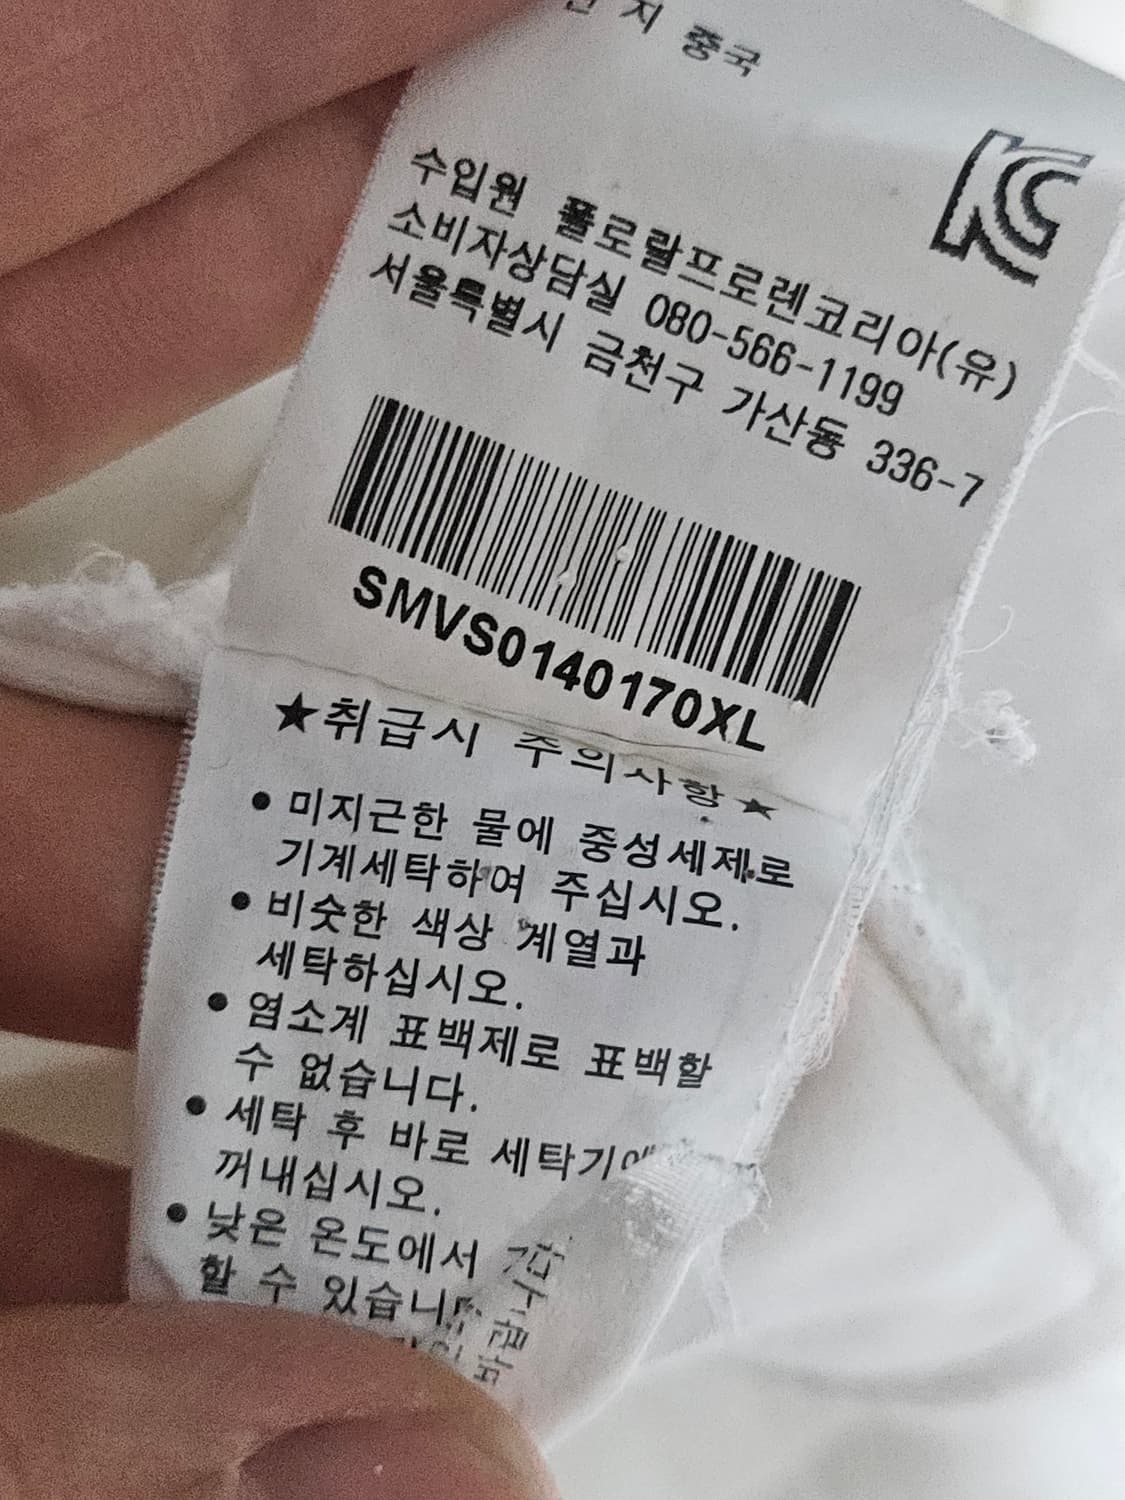 지 중국
KC
수입원 폴로랄프로렌코리아(유)
소비자상담실 080-566-1199
서울특별시 금천구 가산동 336-7
SMVS0140170XL
★취급시 주의사항★
● 미지근한 물에 중성세제로
기계세탁하여 주십시오.
● 비슷한 색상 계열과
세탁하십시오.
● 염소계 표백제로 표백할
수 없습니다.
● 세탁 후 바로 세탁기에
꺼내십시오.
● 낮은 온도에서
할 수 있습니